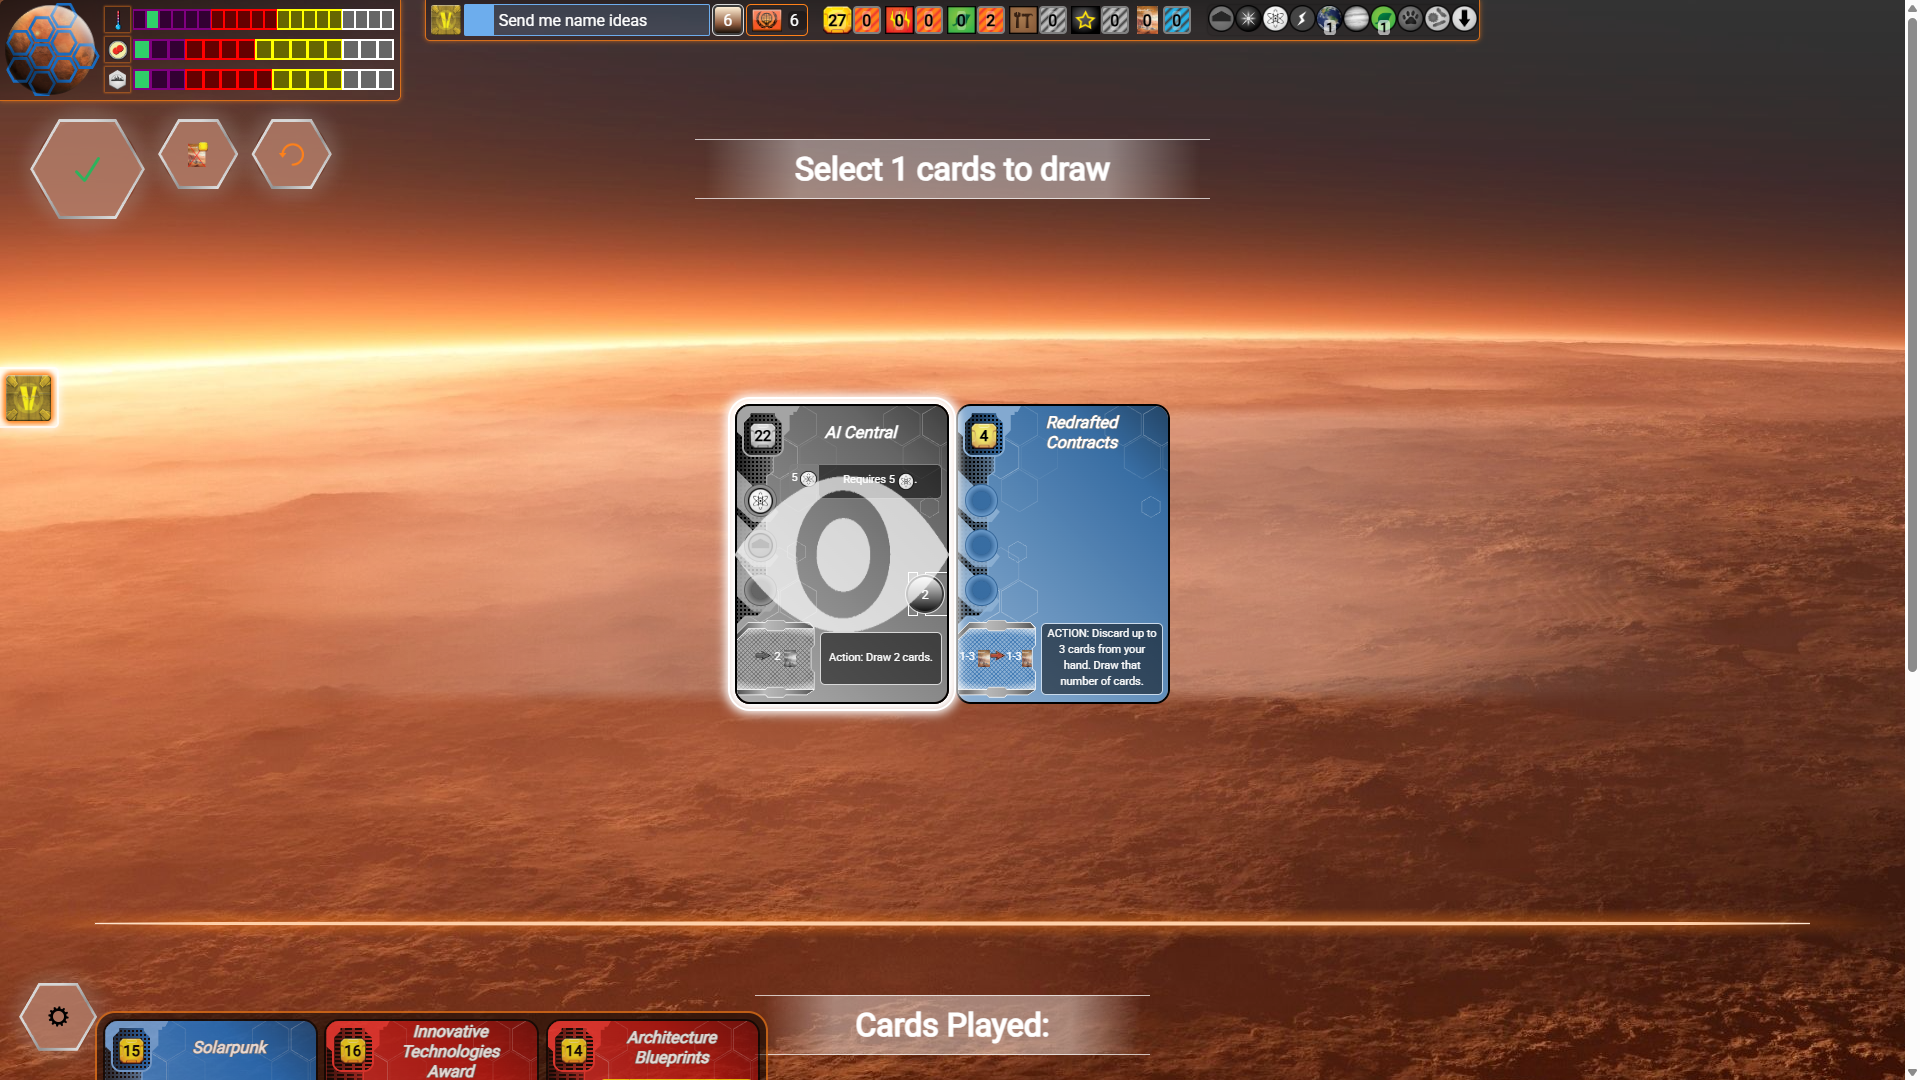 Send me name ideas
6
6
27 0 0 0 0 2 0 0 0 0
1 1
Select 1 cards to draw
22
AI Central
5
Requires 5 .
2
2
Action: Draw 2 cards.
4
Redrafted
Contracts
1-3 1-3
ACTION: Discard up to
3 cards from your
hand. Draw that
number of cards.
Cards Played:
15
Solarpunk
16
Innovative
Technologies
Award
14
Architecture
Blueprints